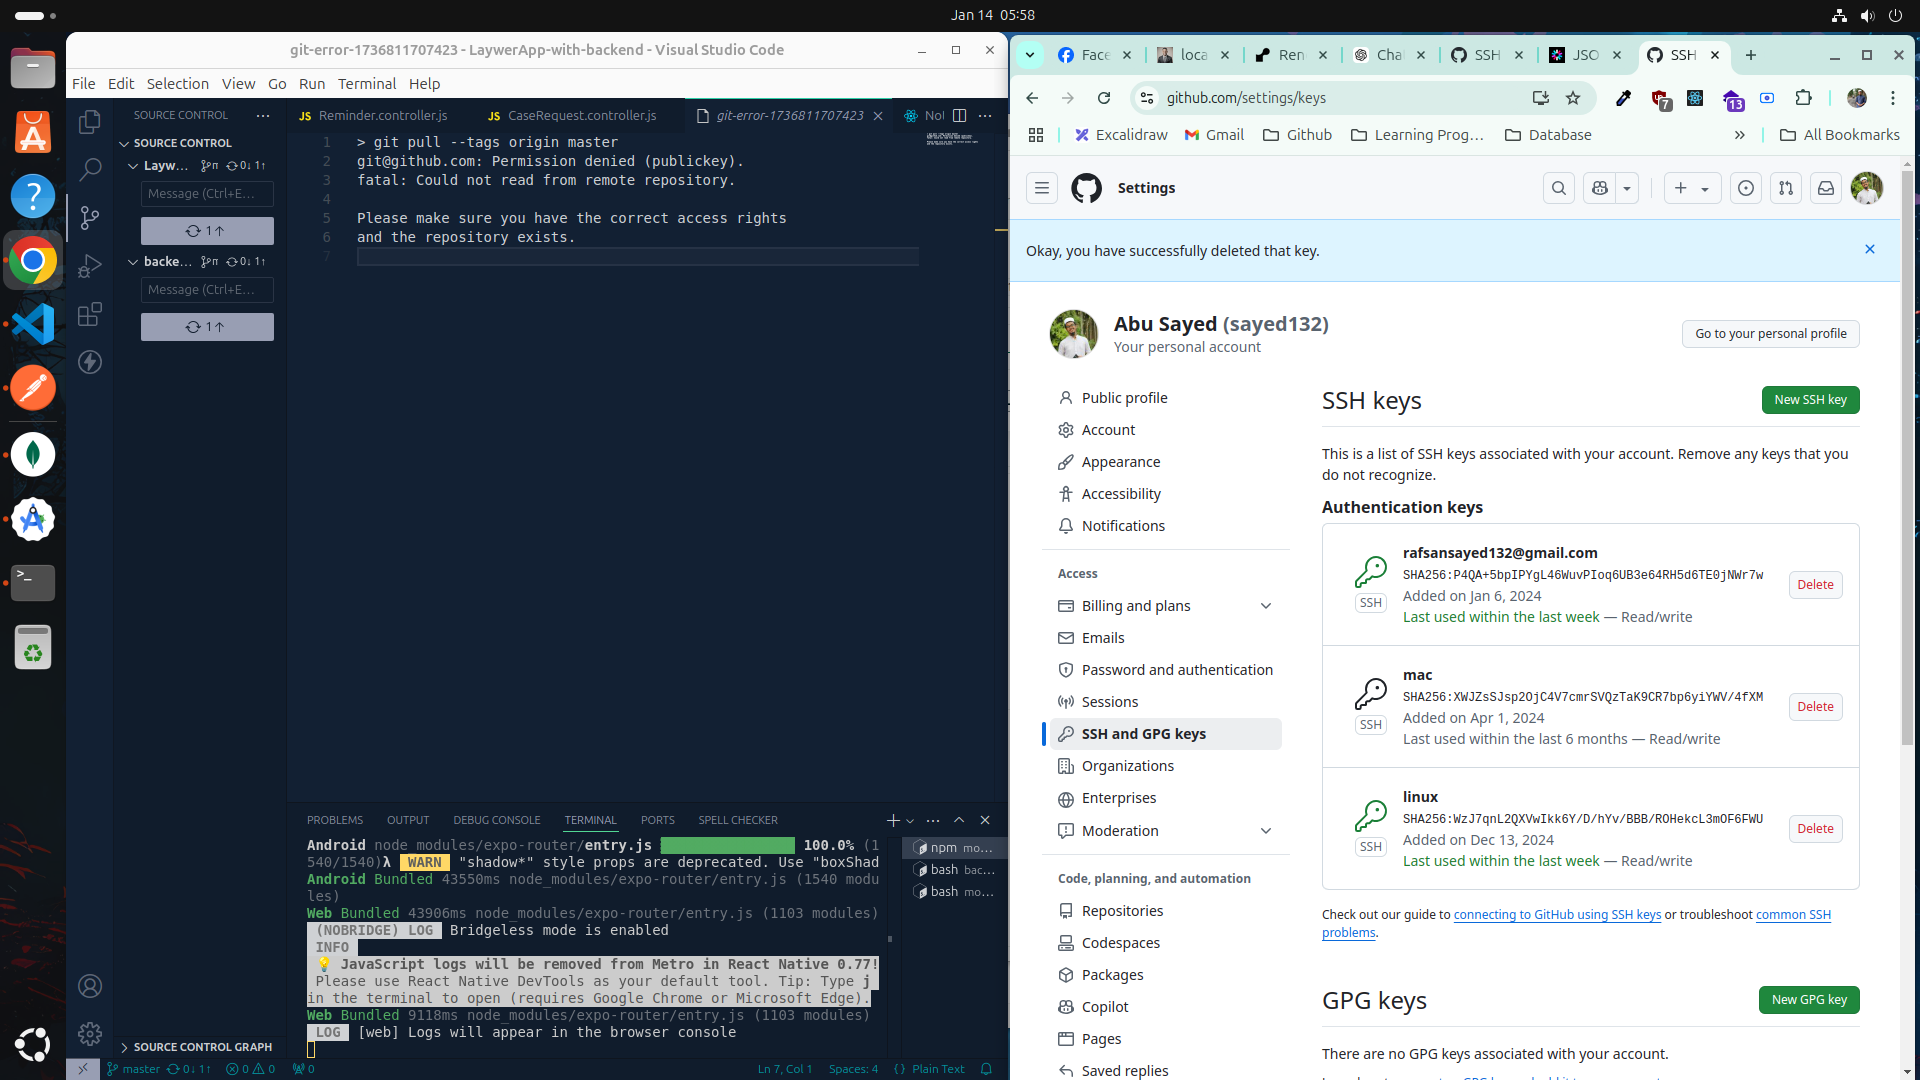 Jan 14 05:58
git-error-1736811707423 - LaywerApp-with-backend - Visual Studio Code
File Edit Selection View Go Run Terminal Help
SOURCE CONTROL
SOURCE CONTROL
Layw... 0↓ 1↑
Message (Ctrl+E...
1↑
backe... 0↓ 1↑
Message (Ctrl+E...
1↑
SOURCE CONTROL GRAPH
JS Reminder.controller.js JS CaseRequest.controller.js git-error-1736811707423 Not
1 > git pull --tags origin master
2 git@github.com: Permission denied (publickey).
3 fatal: Could not read from remote repository.
4
5 Please make sure you have the correct access rights
6 and the repository exists.
7
PROBLEMS OUTPUT DEBUG CONSOLE TERMINAL PORTS SPELL CHECKER
Android node_modules/expo-router/entry.js 100.0% (1
540/1540)λ WARN "shadow*" style props are deprecated. Use "boxShad
Android Bundled 43550ms node_modules/expo-router/entry.js (1540 modu
les)
Web Bundled 43906ms node_modules/expo-router/entry.js (1103 modules)
(NOBRIDGE) LOG Bridgeless mode is enabled
INFO
💡 JavaScript logs will be removed from Metro in React Native 0.77!
Please use React Native DevTools as your default tool. Tip: Type j
in the terminal to open (requires Google Chrome or Microsoft Edge).
Web Bundled 9118ms node_modules/expo-router/entry.js (1103 modules)
LOG [web] Logs will appear in the browser console
npm mo...
bash bac...
bash mo...
master 0↓ 1↑ 0 0 0 Ln 7, Col 1 Spaces: 4 {} Plain Text
Face loca Ren Chat SSH JSO SSH
github.com/settings/keys 7 13
Excalidraw Gmail Github Learning Prog... Database » All Bookmarks
Settings
Okay, you have successfully deleted that key.
Abu Sayed (sayed132)
Your personal account
Go to your personal profile
Public profile
Account
Appearance
Accessibility
Notifications
Access
Billing and plans
Emails
Password and authentication
Sessions
SSH and GPG keys
Organizations
Enterprises
Moderation
Code, planning, and automation
Repositories
Codespaces
Packages
Copilot
Pages
Saved replies
SSH keys
New SSH key
This is a list of SSH keys associated with your account. Remove any keys that you
do not recognize.
Authentication keys
rafsansayed132@gmail.com
SHA256:P4QA+5bpIPYgL46WuvPIoq6UB3e64RH5d6TE0jNWr7w
Added on Jan 6, 2024
Last used within the last week — Read/write
SSH
Delete
mac
SHA256:XWJZsSJsp2OjC4V7cmrSVQzTaK9CR7bp6yiYWV/4fXM
Added on Apr 1, 2024
Last used within the last 6 months — Read/write
SSH
Delete
linux
SHA256:WzJ7qnL2QXVwIkk6Y/D/hYv/BBB/ROHekcL3mOF6FWU
Added on Dec 13, 2024
Last used within the last week — Read/write
SSH
Delete
Check out our guide to connecting to GitHub using SSH keys or troubleshoot common SSH
problems.
GPG keys
New GPG key
There are no GPG keys associated with your account.